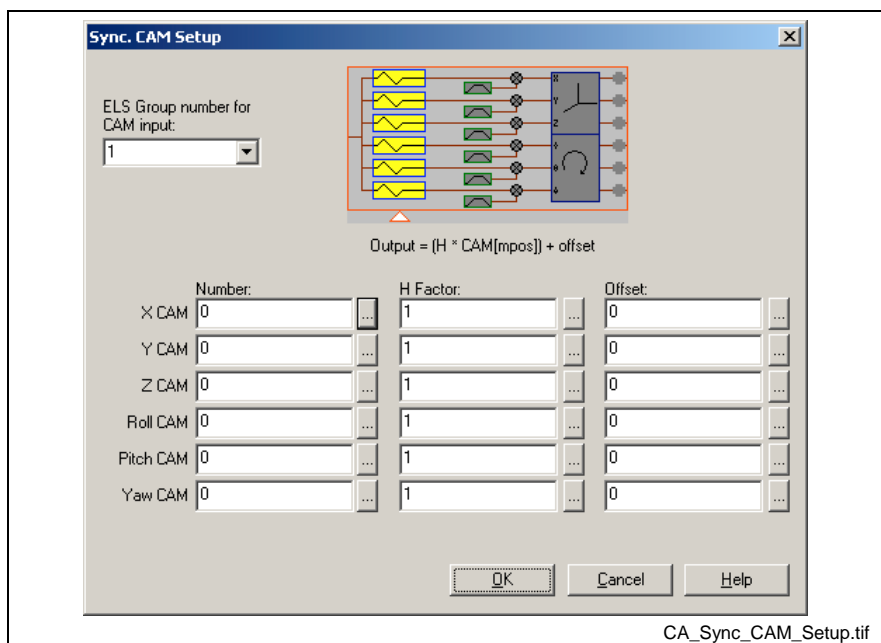 Sync. CAM Setup
ELS Group number for
CAM input:
1
X
Y
Z
Output = (H * CAM[mpos]) + offset
Number: H Factor: Offset:
X CAM 0 ... 1 ... 0 ...
Y CAM 0 ... 1 ... 0 ...
Z CAM 0 ... 1 ... 0 ...
Roll CAM 0 ... 1 ... 0 ...
Pitch CAM 0 ... 1 ... 0 ...
Yaw CAM 0 ... 1 ... 0 ...
OK Cancel Help
CA_Sync_CAM_Setup.tif